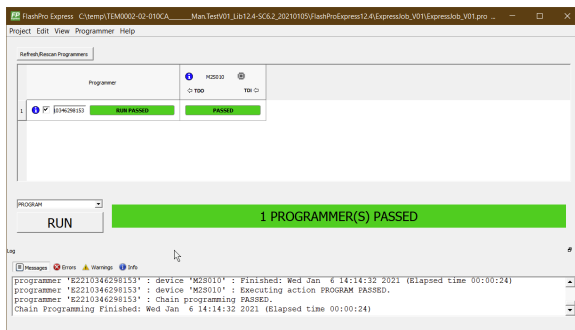 FlashPro Express C:\temp\TEM0002-02-010CA______Man.TestV01_Lib12.4-SC6.2_20210105\FlashProExpress12.4\ExpressJob_V01\ExpressJob_V01.pro ...
Project Edit View Programmer Help
Refresh/Rescan Programmers
Programmer
M2S010
TDO TDI
1 10346298153 RUN PASSED PASSED
PROGRAM
RUN
1 PROGRAMMER(S) PASSED
Log
Messages Errors Warnings Info
programmer 'E2210346298153' : device 'M2S010' : Finished: Wed Jan 6 14:14:32 2021 (Elapsed time 00:00:24)
programmer 'E2210346298153' : device 'M2S010' : Executing action PROGRAM PASSED.
programmer 'E2210346298153' : Chain programming PASSED.
Chain Programming Finished: Wed Jan 6 14:14:32 2021 (Elapsed time 00:00:24)